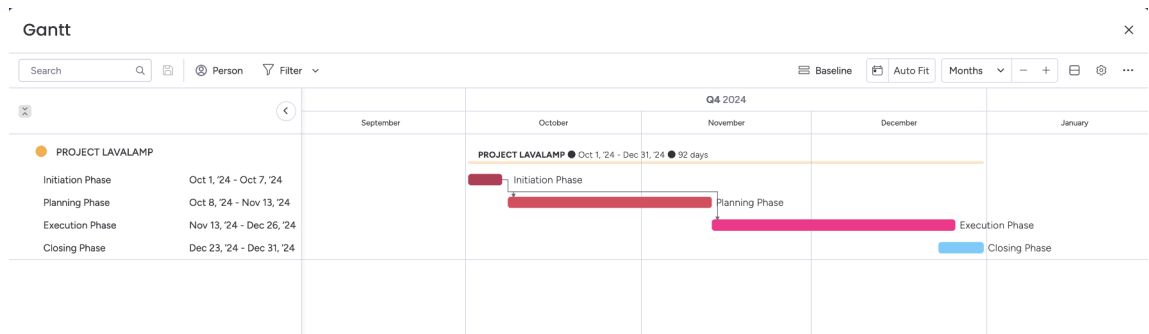 Gantt
Search Person Filter Baseline Auto Fit Months
Q4 2024
September October November December January
PROJECT LAVALAMP
PROJECT LAVALAMP ● Oct 1, '24 - Dec 31, '24 ● 92 days
Initiation Phase Oct 1, '24 - Oct 7, '24 Initiation Phase
Planning Phase Oct 8, '24 - Nov 13, '24 Planning Phase
Execution Phase Nov 13, '24 - Dec 26, '24 Execution Phase
Closing Phase Dec 23, '24 - Dec 31, '24 Closing Phase